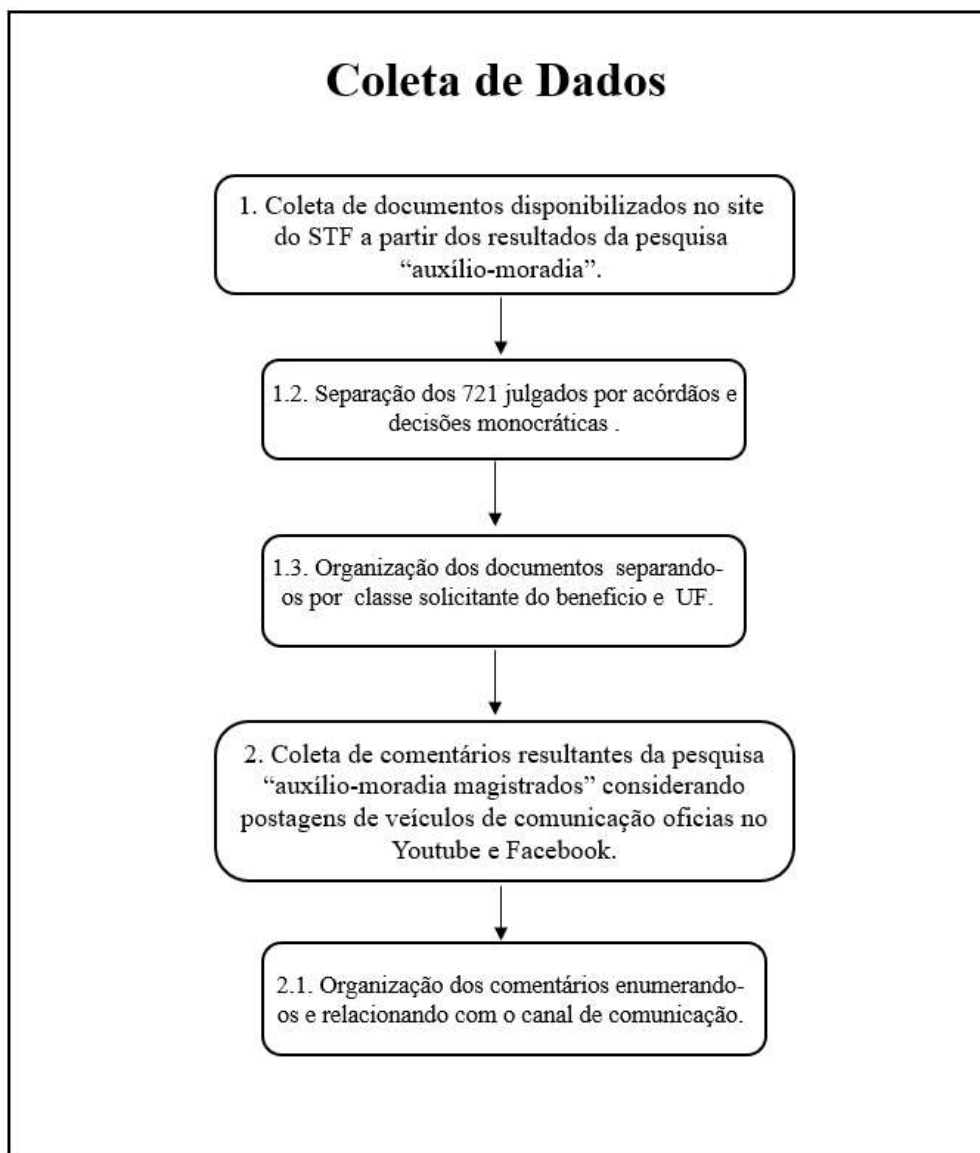 Coleta de Dados
1. Coleta de documentos disponibilizados no site
do STF a partir dos resultados da pesquisa
“auxílio-moradia”.
1.2. Separação dos 721 julgados por acórdãos e
decisões monocráticas .
1.3. Organização dos documentos separando-
os por classe solicitante do beneficio e UF.
2. Coleta de comentários resultantes da pesquisa
“auxílio-moradia magistrados” considerando
postagens de veículos de comunicação oficias no
Youtube e Facebook.
2.1. Organização dos comentários enumerando-
os e relacionando com o canal de comunicação.